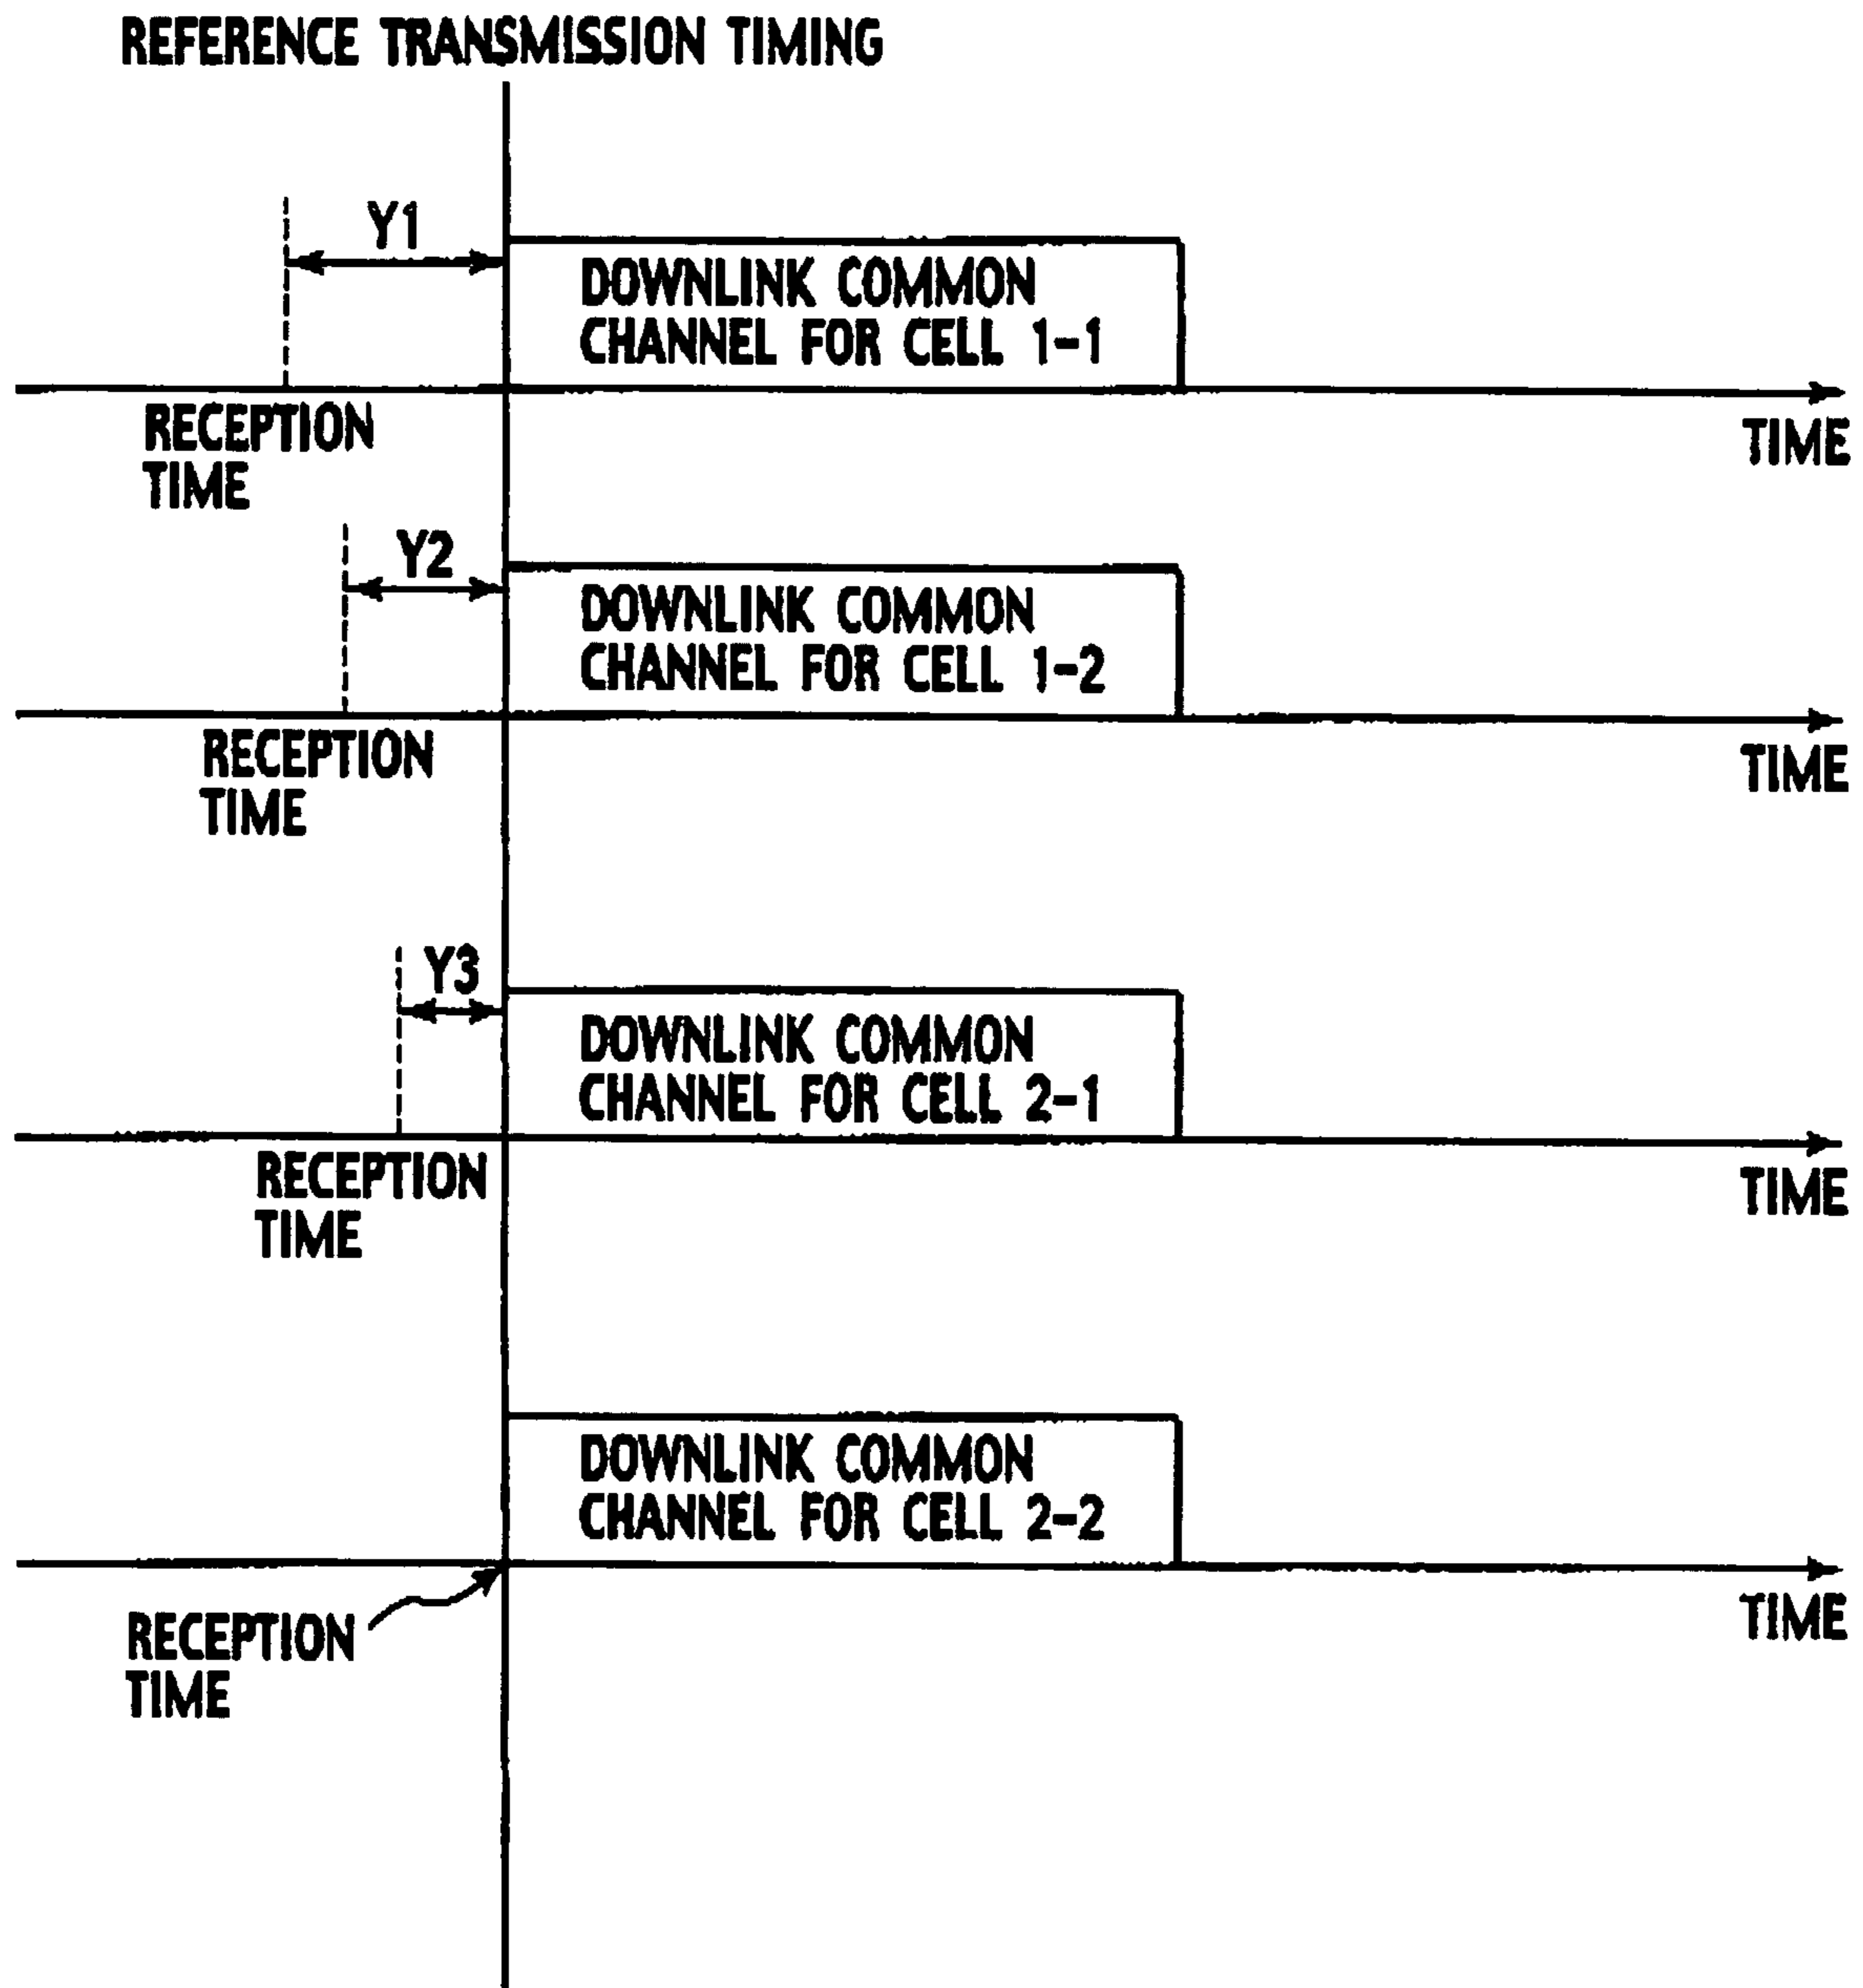 REFERENCE TRANSMISSION TIMING
Y1
DOWNLINK COMMON
CHANNEL FOR CELL 1-1
RECEPTION
TIME
TIME
Y2
DOWNLINK COMMON
CHANNEL FOR CELL 1-2
RECEPTION
TIME
TIME
Y3
DOWNLINK COMMON
CHANNEL FOR CELL 2-1
RECEPTION
TIME
TIME
DOWNLINK COMMON
CHANNEL FOR CELL 2-2
RECEPTION
TIME
TIME